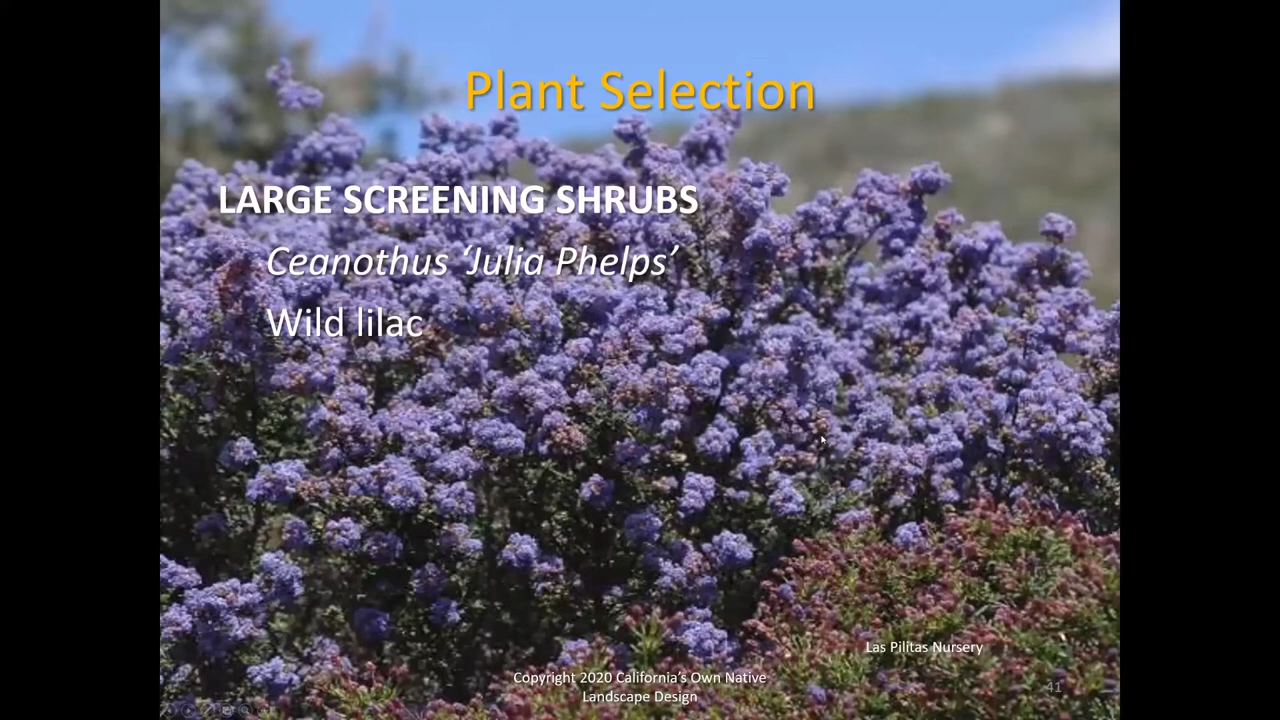 Plant Selection
LARGE SCREENING SHRUBS
Ceanothus ‘Julia Phelps’
Wild lilac
Las Pilitas Nursery
Copyright 2020 California’s Own Native
Landscape Design
41